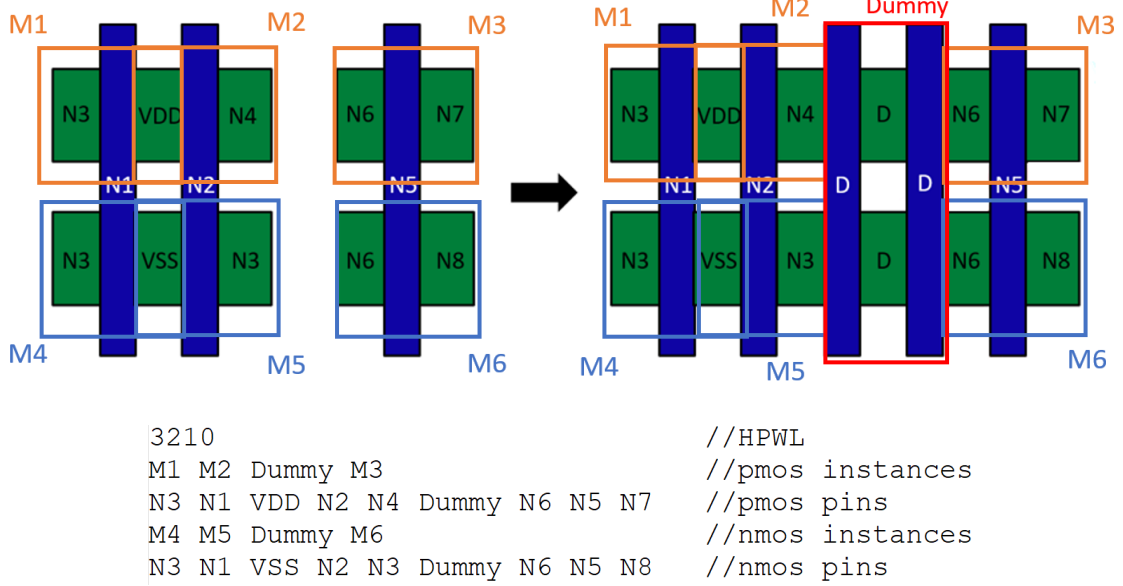 M1 M2 M3 M1 M2 Dummy M3
N3 VDD N4 N6 N7 N3 VDD N4 D N6 N7
N1 N2 N5 N1 N2 D D N5
N3 VSS N3 N6 N8 N3 VSS N3 D N6 N8
M4 M5 M6 M4 M5 M6
3210 //HPWL
M1 M2 Dummy M3 //pmos instances
N3 N1 VDD N2 N4 Dummy N6 N5 N7 //pmos pins
M4 M5 Dummy M6 //nmos instances
N3 N1 VSS N2 N3 Dummy N6 N5 N8 //nmos pins